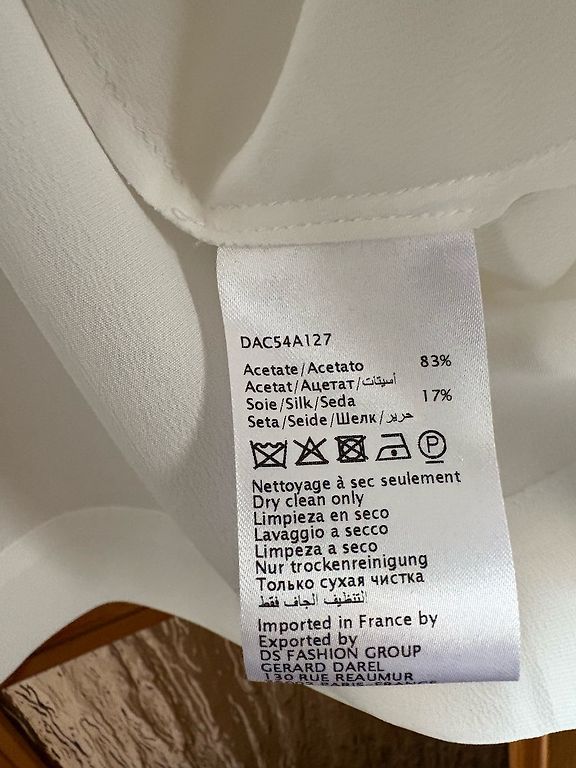 DAC54A127
Acetate/Acetato 83%
Acetat/Ацетат/أسيتات
Soie/Silk/Seda 17%
Seta/Seide/Шелк/حرير
P
Nettoyage à sec seulement
Dry clean only
Limpieza en seco
Lavaggio a secco
Limpeza a seco
Nur trockenreinigung
Только сухая чистка
التنظيف الجاف فقط
Imported in France by
Exported by
DS FASHION GROUP
GERARD DAREL
130 RUE REAUMUR
PARIS-FRANCE